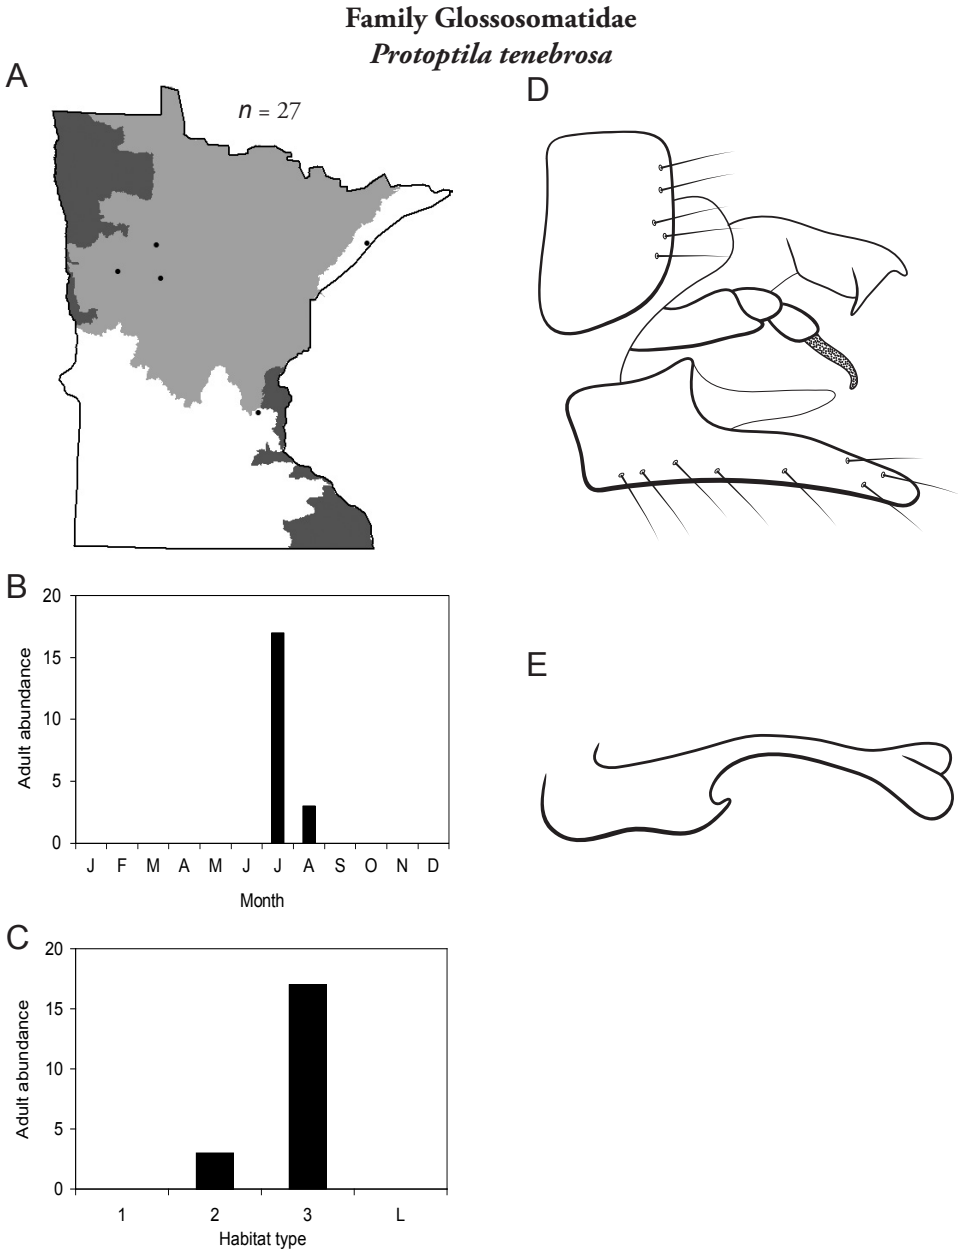 Family Glossosomatidae
Protoptila tenebrosa
A
n = 27
D
B
20
15
10
5
0
Adult abundance
J F M A M J J A S O N D
Month
E
C
20
15
10
5
0
Adult abundance
1 2 3 L
Habitat type